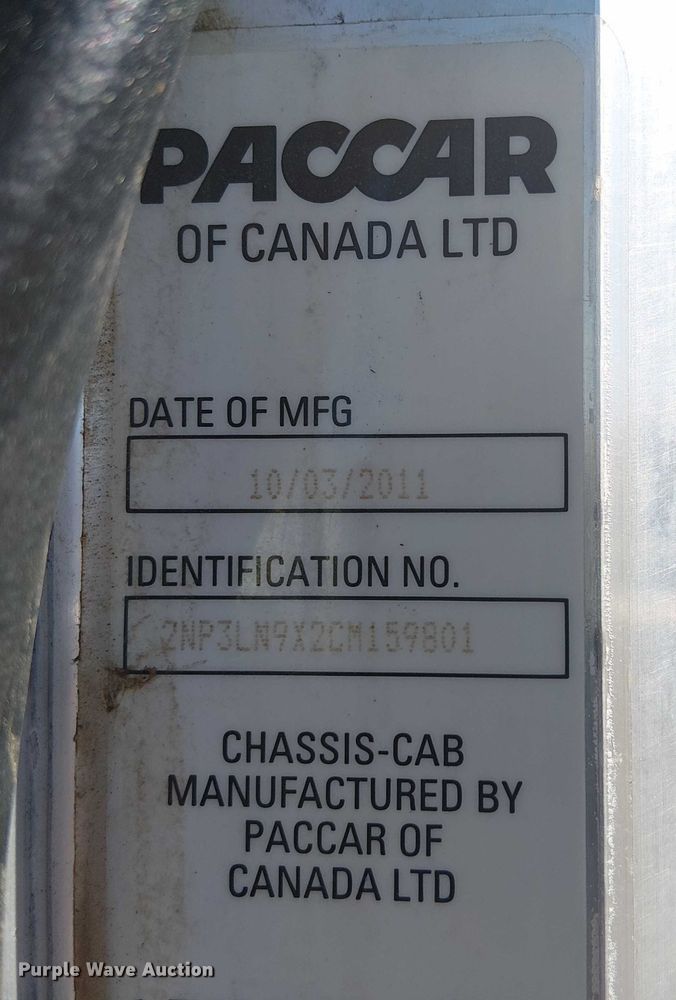 PACCAR
OF CANADA LTD
DATE OF MFG
10/03/2011
IDENTIFICATION NO.
2NP3LN9X2CM159801
CHASSIS-CAB
MANUFACTURED BY
PACCAR OF
CANADA LTD
Purple Wave Auction